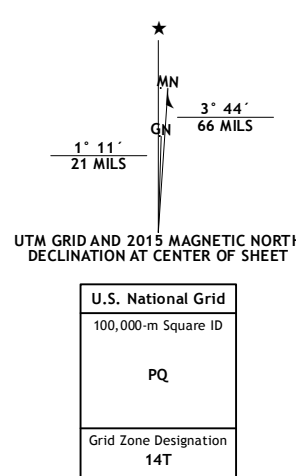 ★
MN
3° 44´
66 MILS
GN
1° 11´
21 MILS
UTM GRID AND 2015 MAGNETIC NORTH
DECLINATION AT CENTER OF SHEET
U.S. National Grid
100,000-m Square ID
PQ
Grid Zone Designation
14T